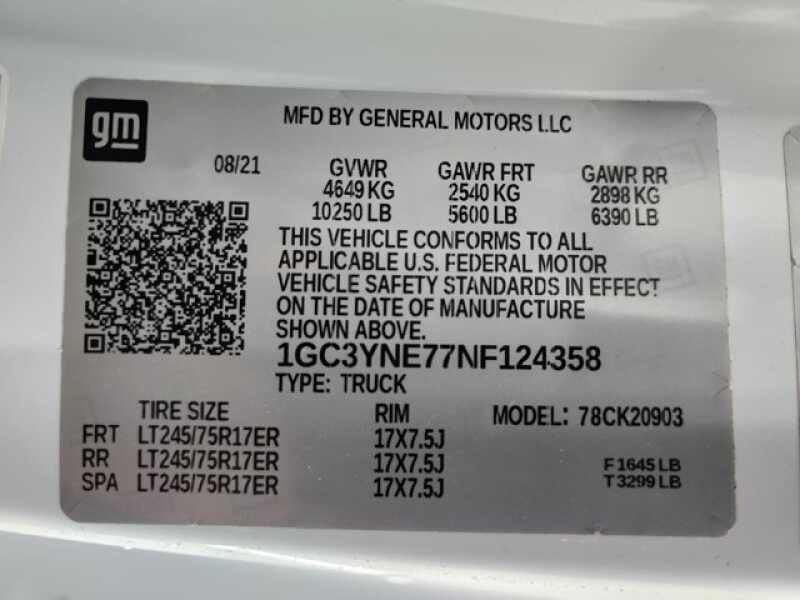 gm
MFD BY GENERAL MOTORS LLC
08/21 GVWR GAWR FRT GAWR RR
4649 KG 2540 KG 2898 KG
10250 LB 5600 LB 6390 LB
THIS VEHICLE CONFORMS TO ALL
APPLICABLE U.S. FEDERAL MOTOR
VEHICLE SAFETY STANDARDS IN EFFECT
ON THE DATE OF MANUFACTURE
SHOWN ABOVE.
1GC3YNE77NF124358
TYPE: TRUCK
TIRE SIZE RIM MODEL: 78CK20903
FRT LT245/75R17ER 17X7.5J
RR LT245/75R17ER 17X7.5J F1645 LB
SPA LT245/75R17ER 17X7.5J T3299 LB